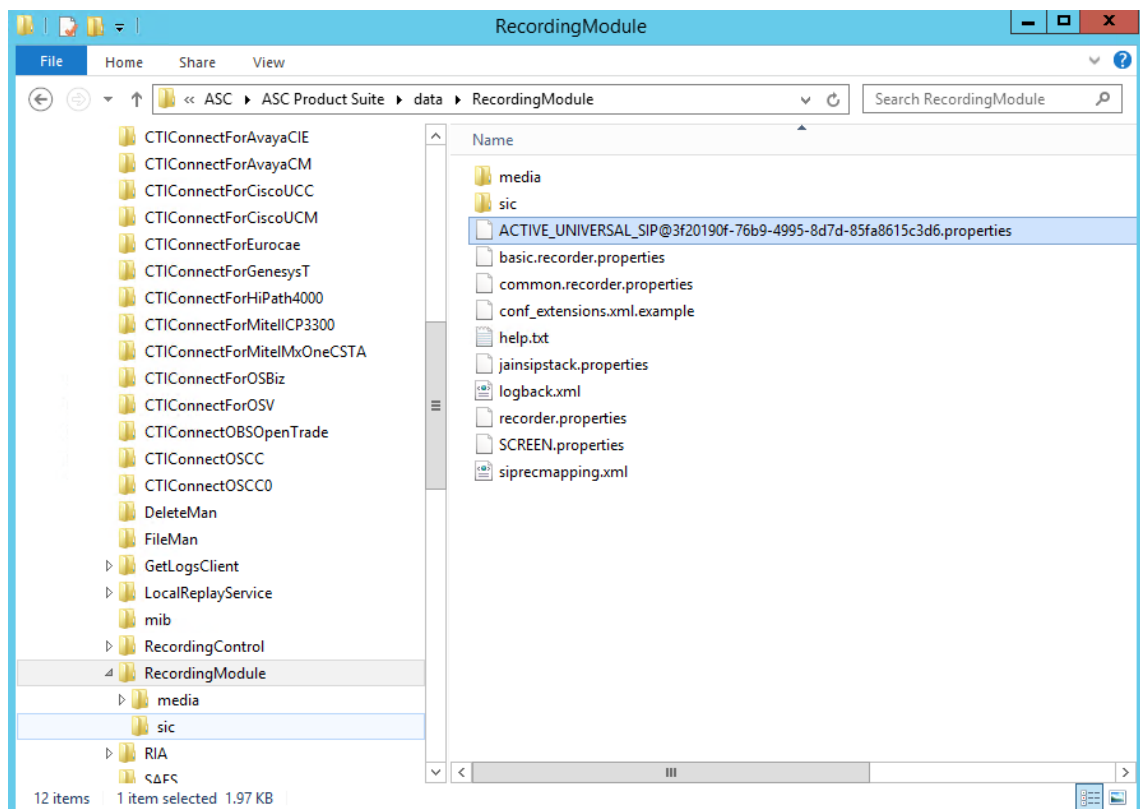 RecordingModule
File Home Share View
« ASC ASC Product Suite data RecordingModule
Search RecordingModule
CTIConnectForAvayaCIE
CTIConnectForAvayaCM
CTIConnectForCiscoUCC
CTIConnectForCiscoUCM
CTIConnectForEurocae
CTIConnectForGenesysT
CTIConnectForHiPath4000
CTIConnectForMitelICP3300
CTIConnectForMitelMxOneCSTA
CTIConnectForOSBiz
CTIConnectForOSV
CTIConnectOBSOpenTrade
CTIConnectOSCC
CTIConnectOSCC0
DeleteMan
FileMan
GetLogsClient
LocalReplayService
mib
RecordingControl
RecordingModule
media
sic
RIA
SAFS
Name
media
sic
ACTIVE_UNIVERSAL_SIP@3f20190f-76b9-4995-8d7d-85fa8615c3d6.properties
basic.recorder.properties
common.recorder.properties
conf_extensions.xml.example
help.txt
jainsipstack.properties
logback.xml
recorder.properties
SCREEN.properties
siprecmapping.xml
12 items 1 item selected 1.97 KB